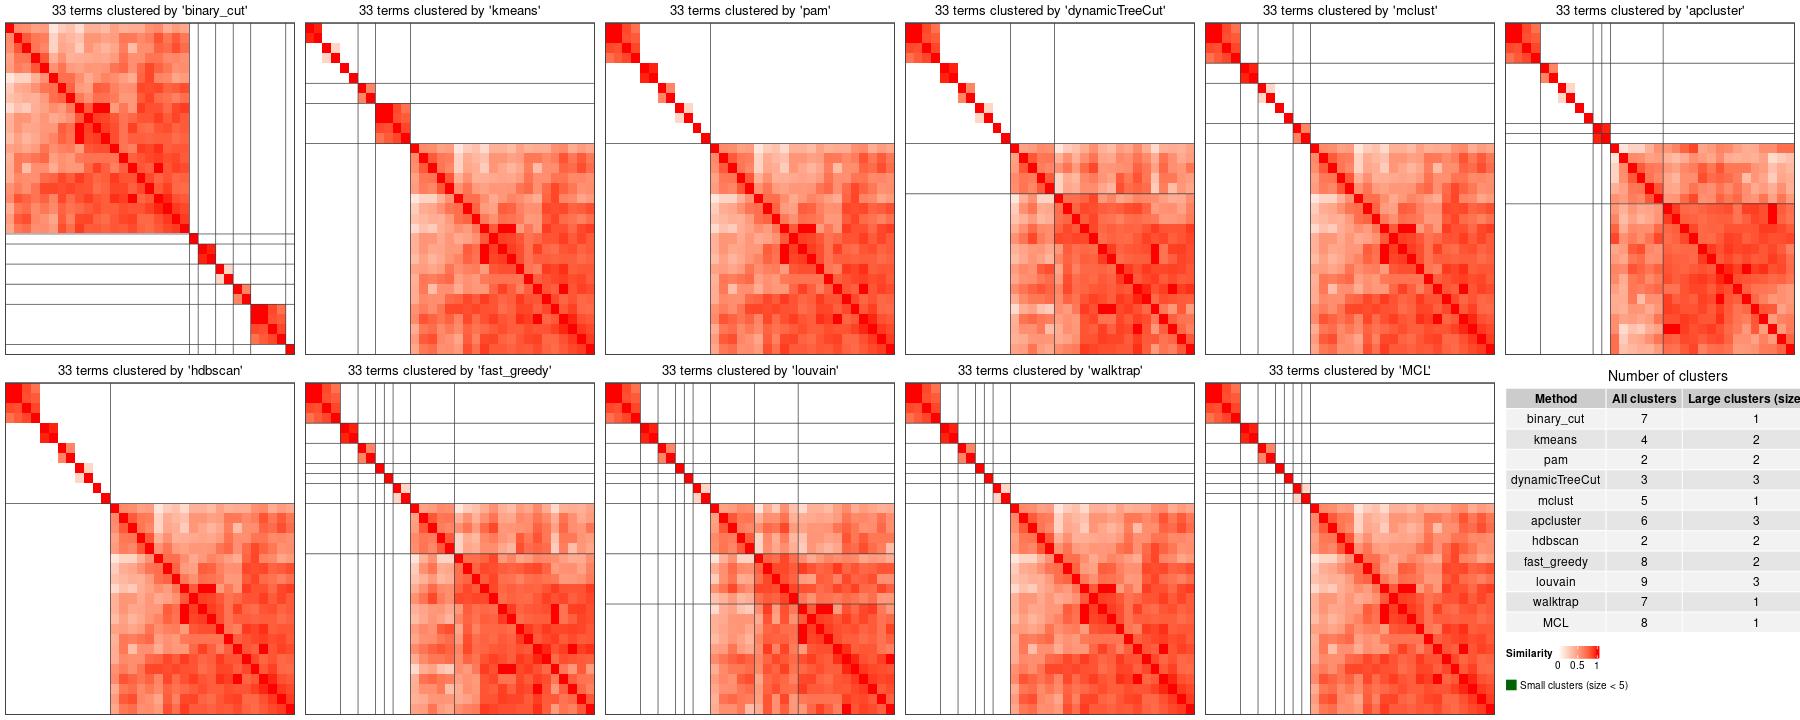 33 terms clustered by 'binary_cut'
33 terms clustered by 'kmeans'
33 terms clustered by 'pam'
33 terms clustered by 'dynamicTreeCut'
33 terms clustered by 'mclust'
33 terms clustered by 'apcluster'
33 terms clustered by 'hdbscan'
33 terms clustered by 'fast_greedy'
33 terms clustered by 'louvain'
33 terms clustered by 'walktrap'
33 terms clustered by 'MCL'
Number of clusters
Method All clusters Large clusters (size
binary_cut 7 1
kmeans 4 2
pam 2 2
dynamicTreeCut 3 3
mclust 5 1
apcluster 6 3
hdbscan 2 2
fast_greedy 8 2
louvain 9 3
walktrap 7 1
MCL 8 1
Similarity
0 0.5 1
Small clusters (size < 5)